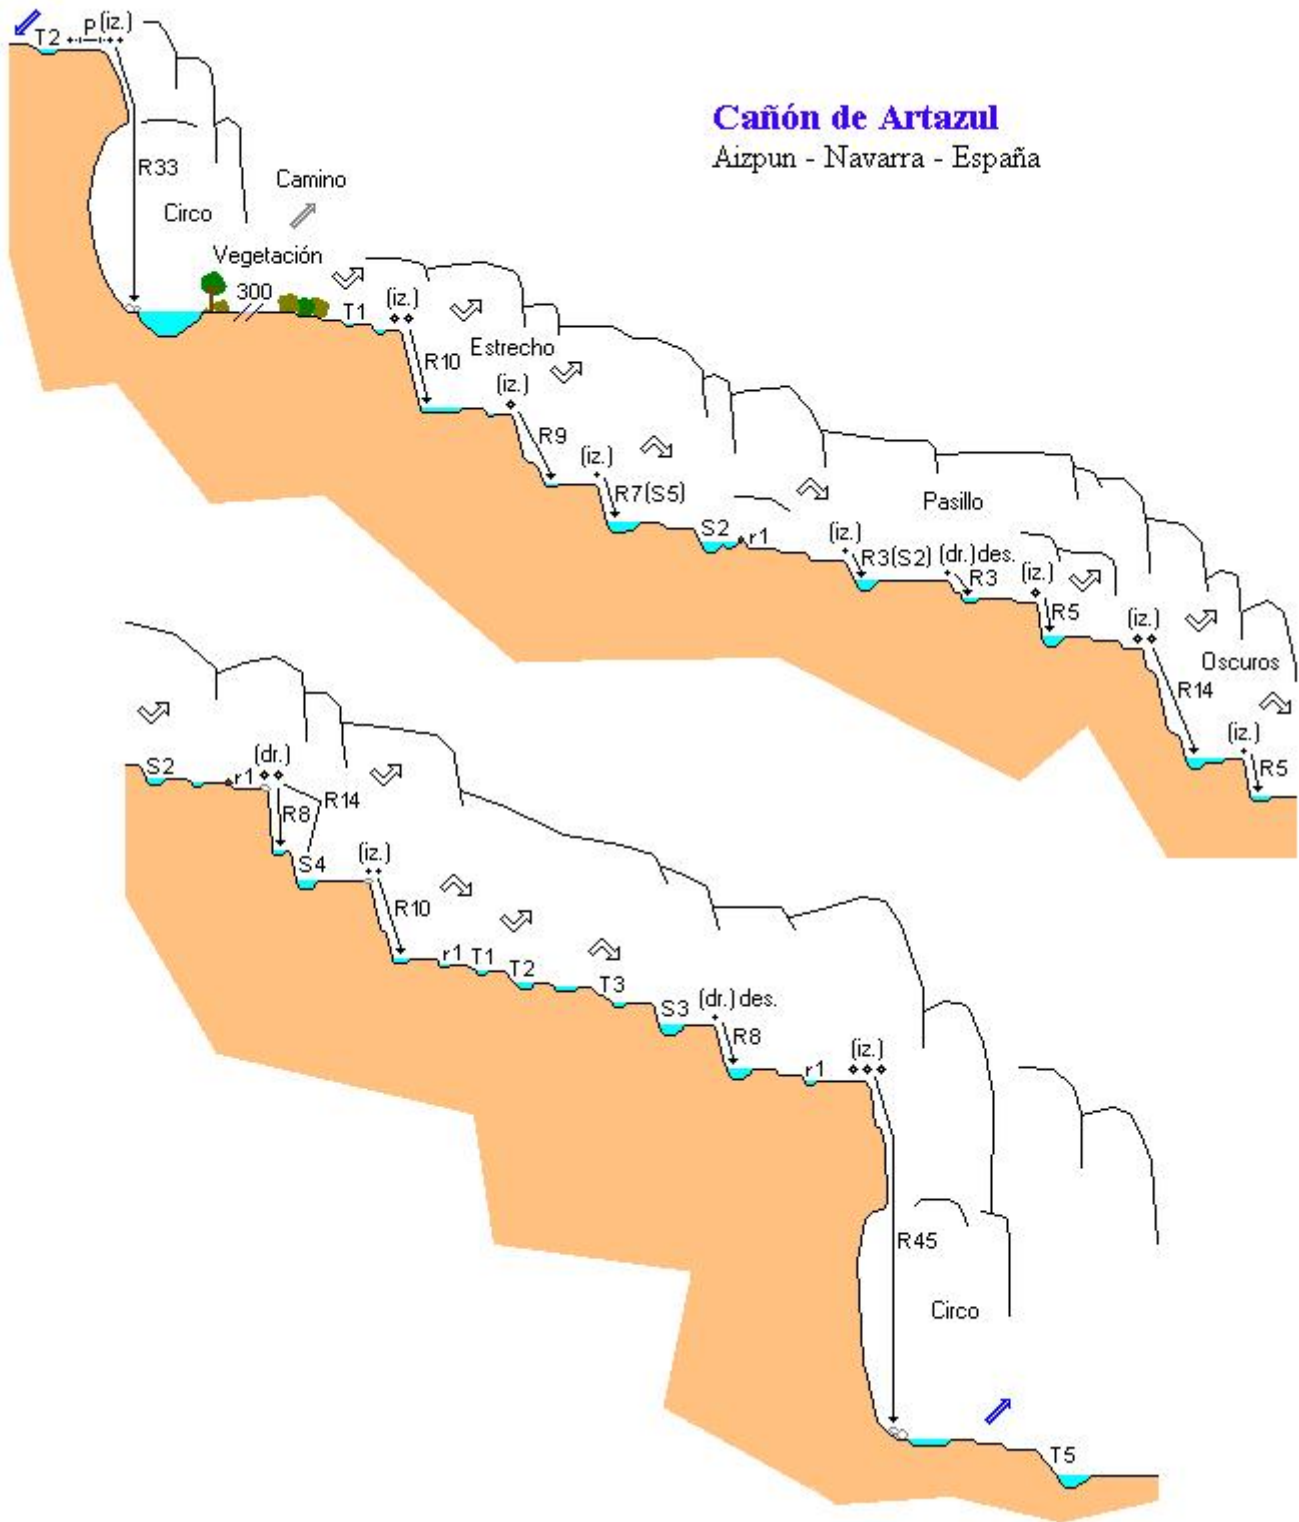 T2 p (iz.)
Cañón de Artazul
Aizpun - Navarra - España
R33
Camino
Circo
Vegetación
300
T1
(iz.)
R10
Estrecho
(iz.)
R9
(iz.)
R7(S5)
S2
r1
Pasillo
(iz.)
R3(S2)
(dr.)des.
R3
(iz.)
R5
(iz.)
Oscuros
R14
(iz.)
R5
S2
r1
(dr.)
R14
R8
S4
(iz.)
R10
r1 T1
T2
T3
S3
(dr.)des.
R8
r1
(iz.)
R45
Circo
T5